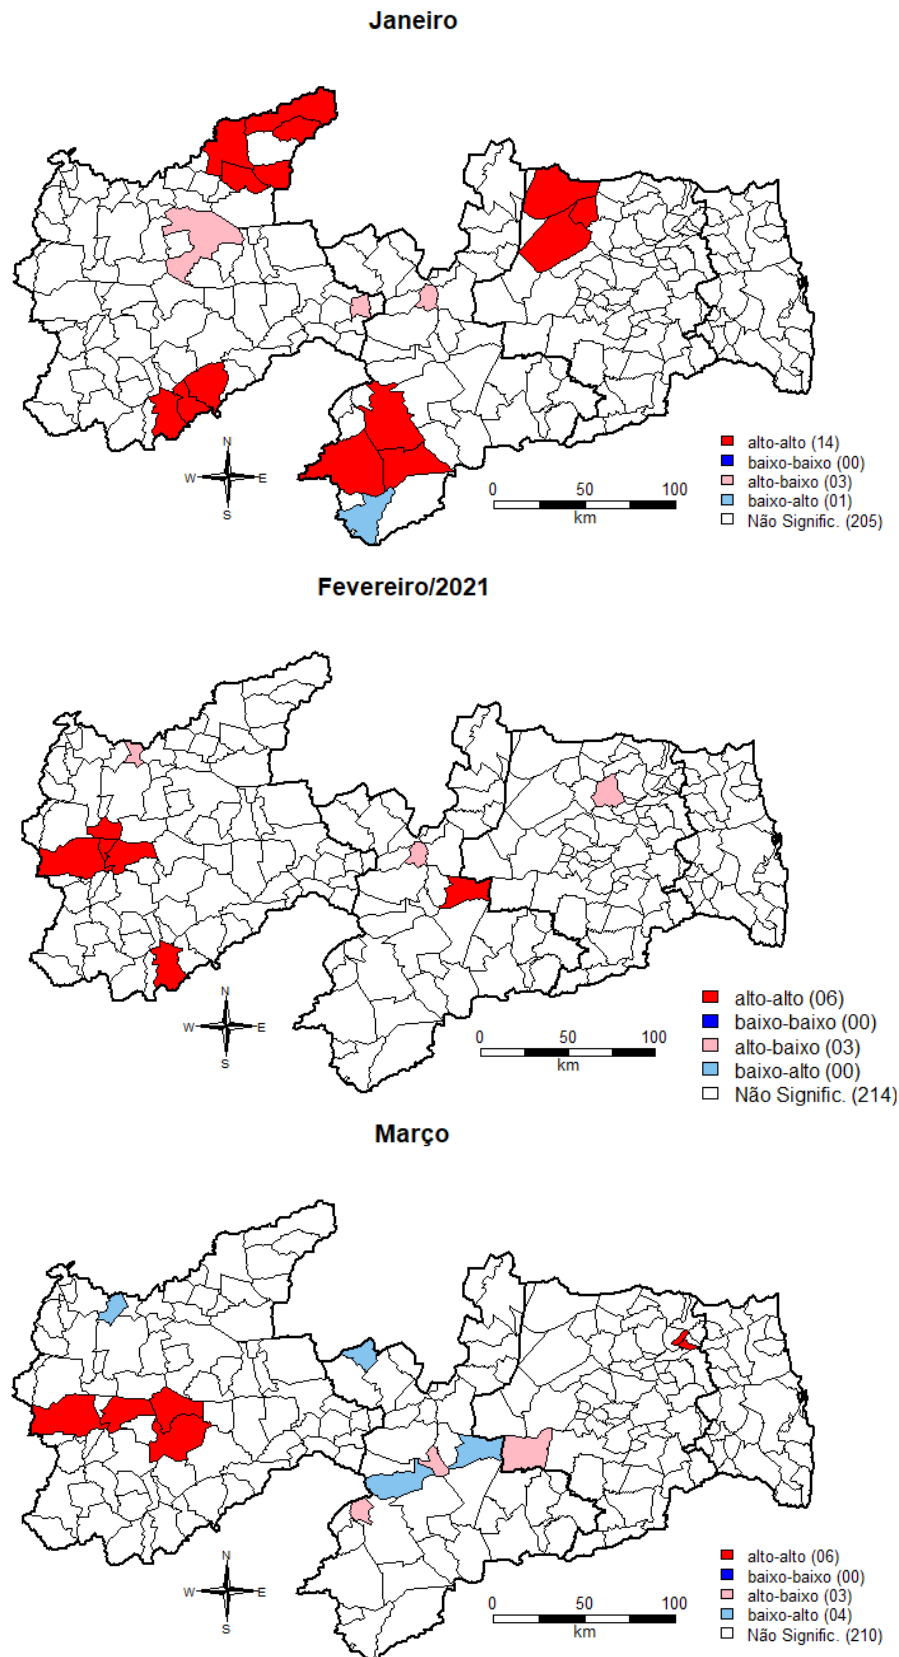 Janeiro
N
W E
S
0 50 100
km
alto-alto (14)
baixo-baixo (00)
alto-baixo (03)
baixo-alto (01)
Não Signific. (205)
Fevereiro/2021
N
W E
S
0 50 100
km
alto-alto (06)
baixo-baixo (00)
alto-baixo (03)
baixo-alto (00)
Não Signific. (214)
Março
N
W E
S
0 50 100
km
alto-alto (06)
baixo-baixo (00)
alto-baixo (03)
baixo-alto (04)
Não Signific. (210)